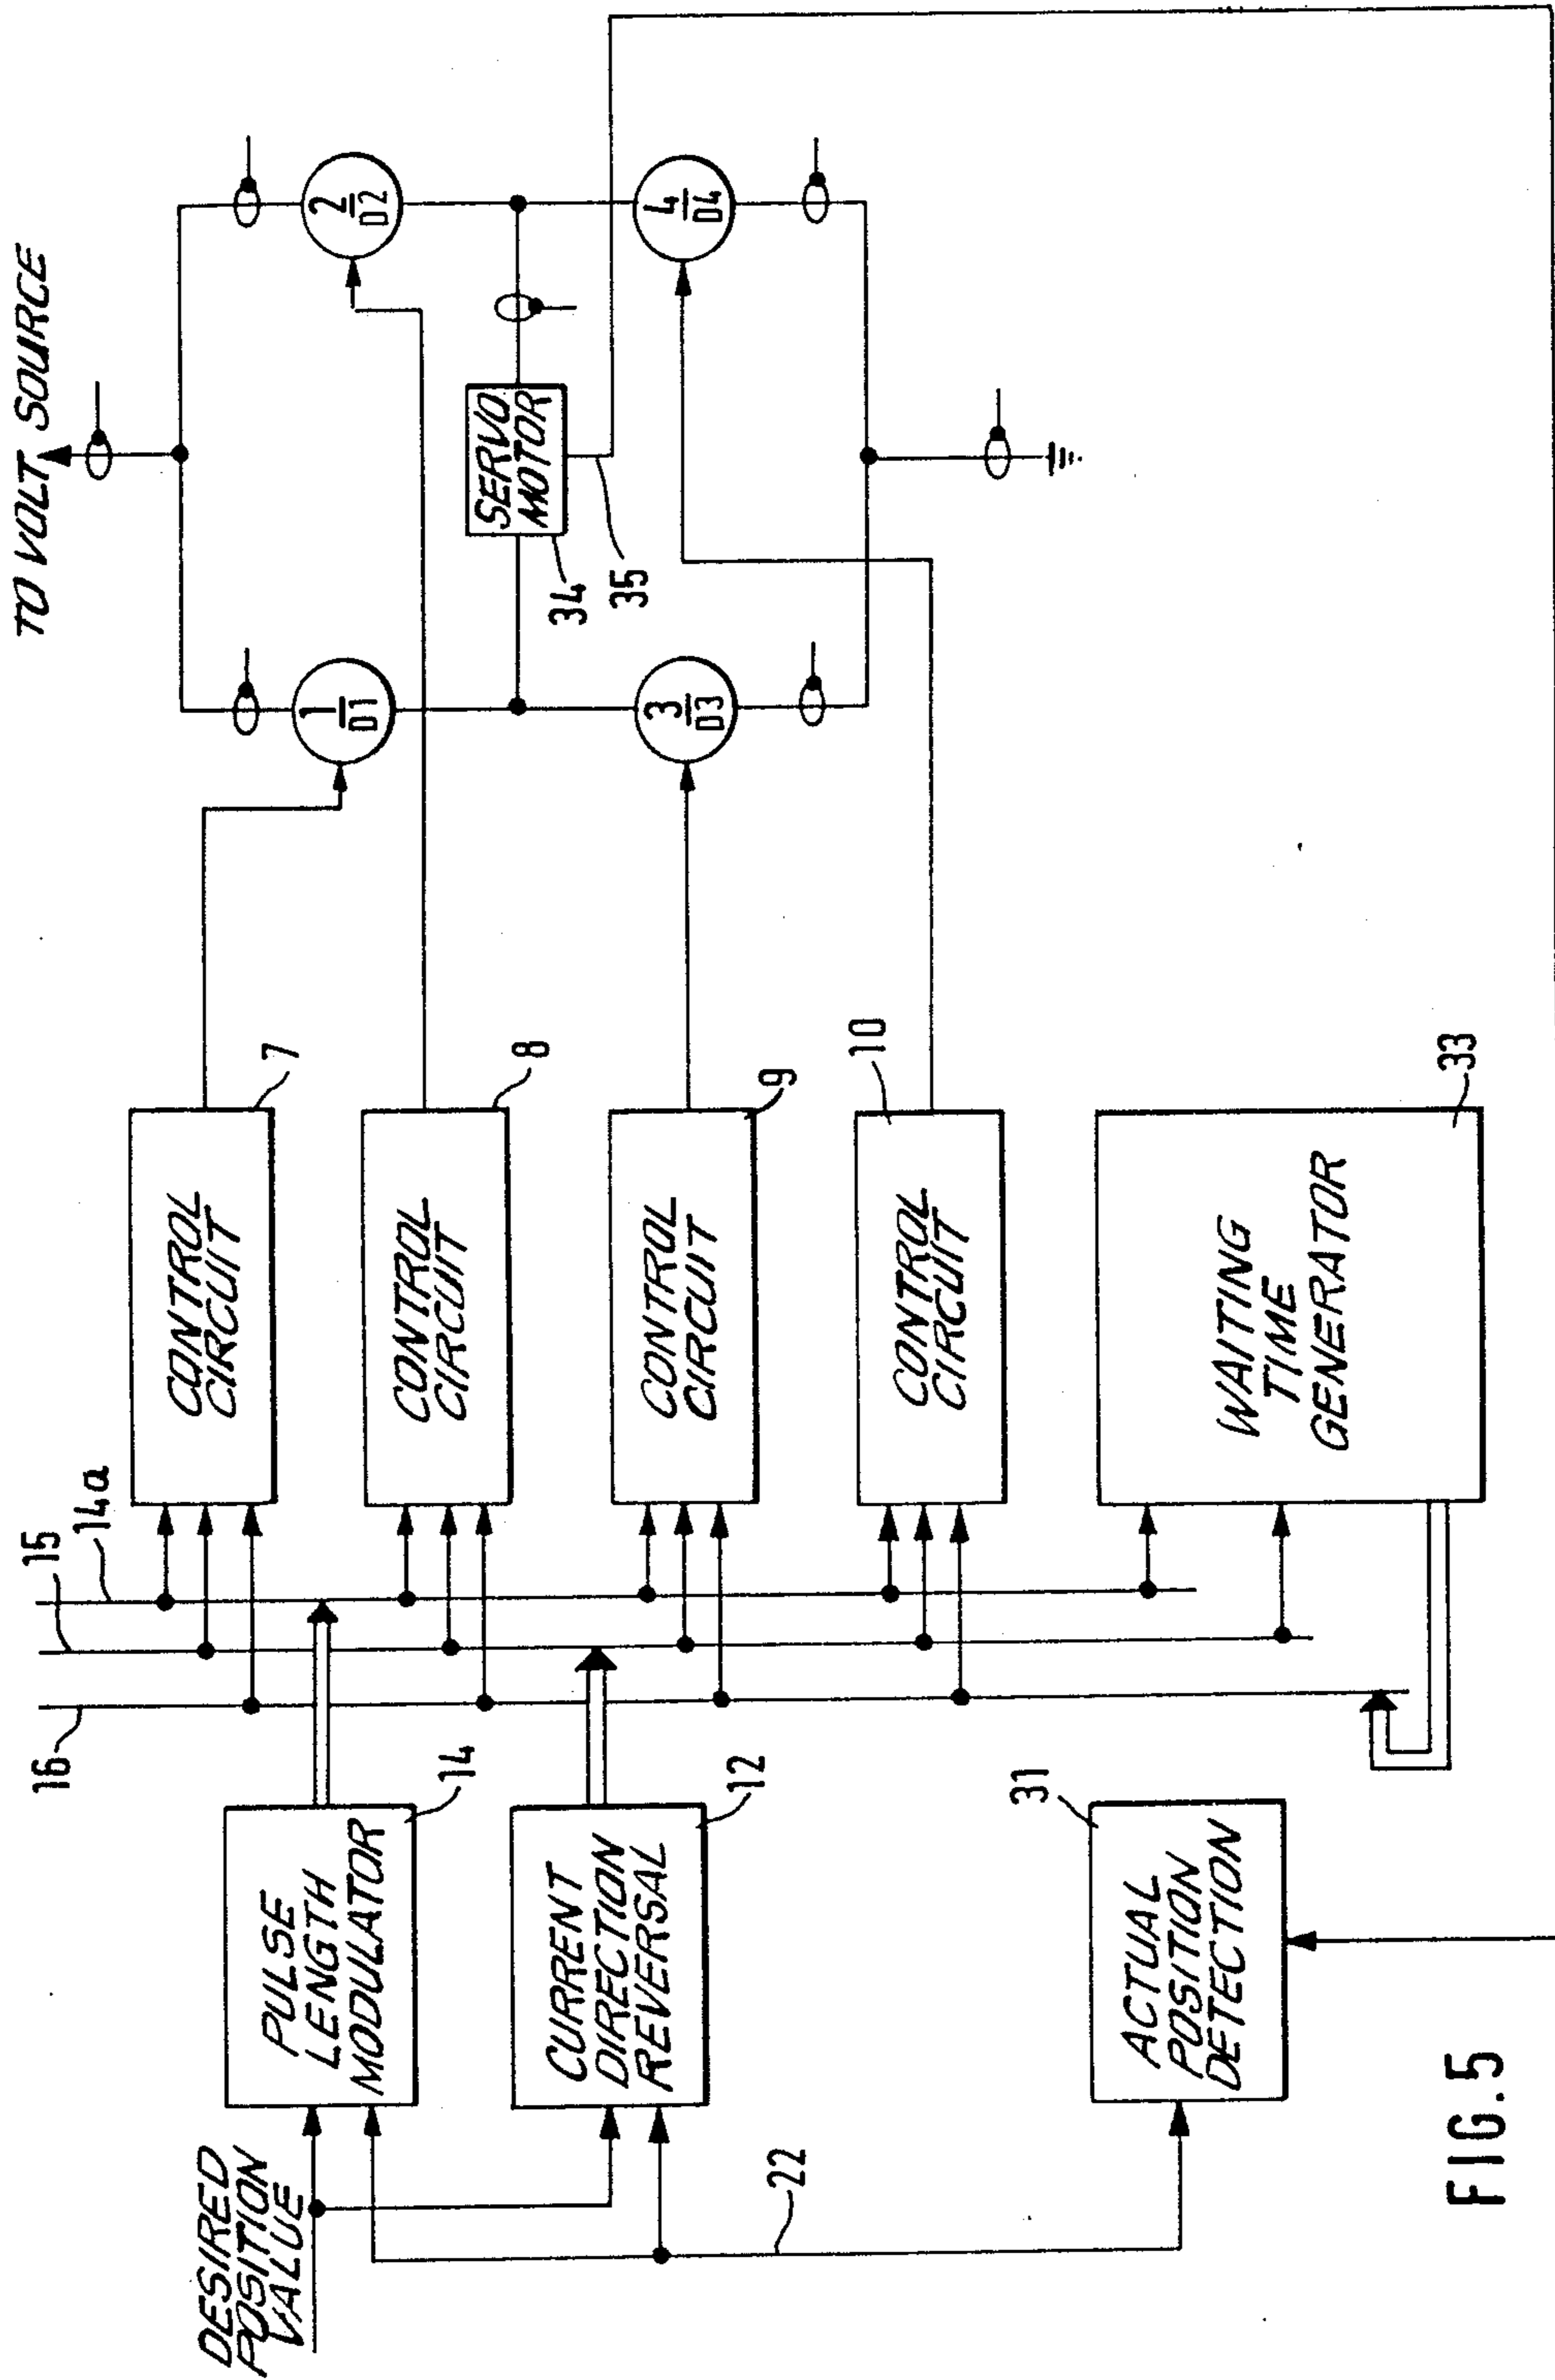 TO VOLT SOURCE
1
D1
2
D2
SERVO
MOTOR
34
35
3
D3
4
D4
CONTROL
CIRCUIT
7
CONTROL
CIRCUIT
8
CONTROL
CIRCUIT
9
CONTROL
CIRCUIT
10
WAITING
TIME
GENERATOR
33
16
15
14a
DESIRED
POSITION
VALUE
PULSE
LENGTH
MODULATOR
14
CURRENT
DIRECTION
REVERSAL
12
22
ACTUAL
POSITION
DETECTION
31
FIG.5